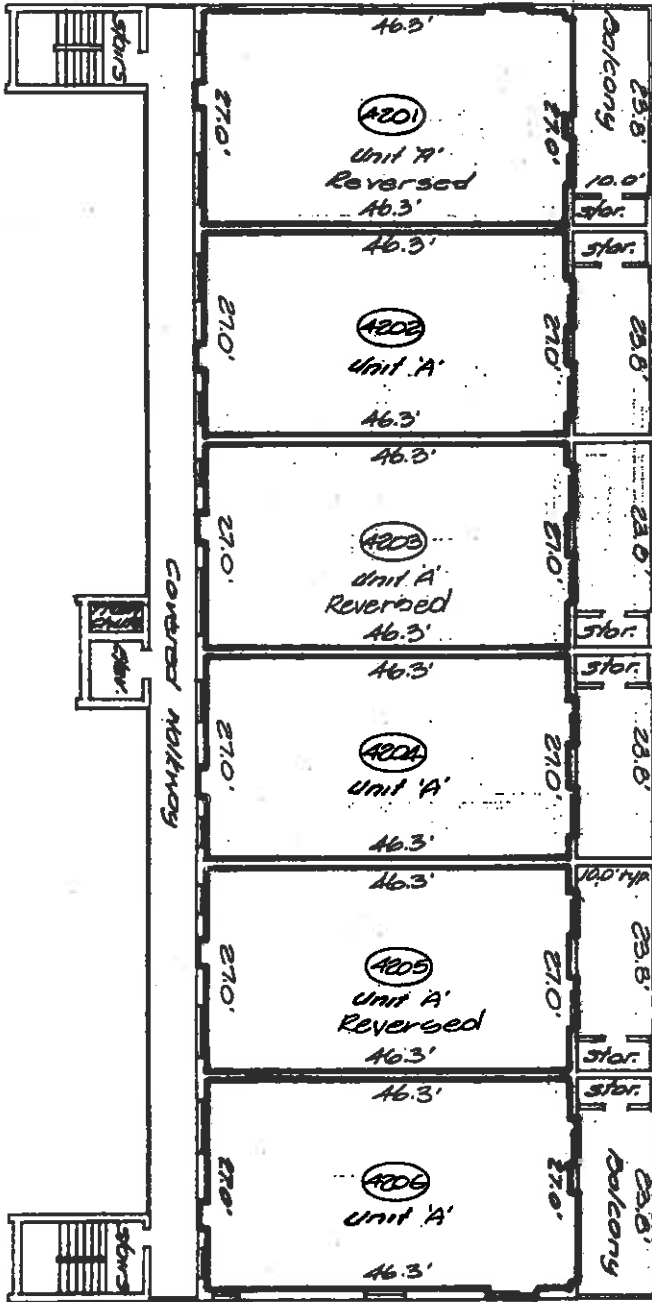 46.3'
stairs
Balcony
23.8'
27.0'
4201
27.0'
Unit 'A'
Reversed
10.0'
46.3'
stor.
46.3'
stor.
27.0'
4202
27.0'
23.8'
Unit 'A'
46.3'
46.3'
27.0'
4203
27.0'
Unit 'A'
Reversed
46.3'
stor.
Covered Walkway
Elev.
46.3'
stor.
27.0'
4204
27.0'
23.8'
Unit 'A'
46.3'
46.3'
10.0' typ.
27.0'
4205
27.0'
23.8'
Unit 'A'
Reversed
46.3'
stor.
46.3'
stor.
27.0'
4206
27.0'
23.8'
Balcony
Unit 'A'
stairs
46.3'